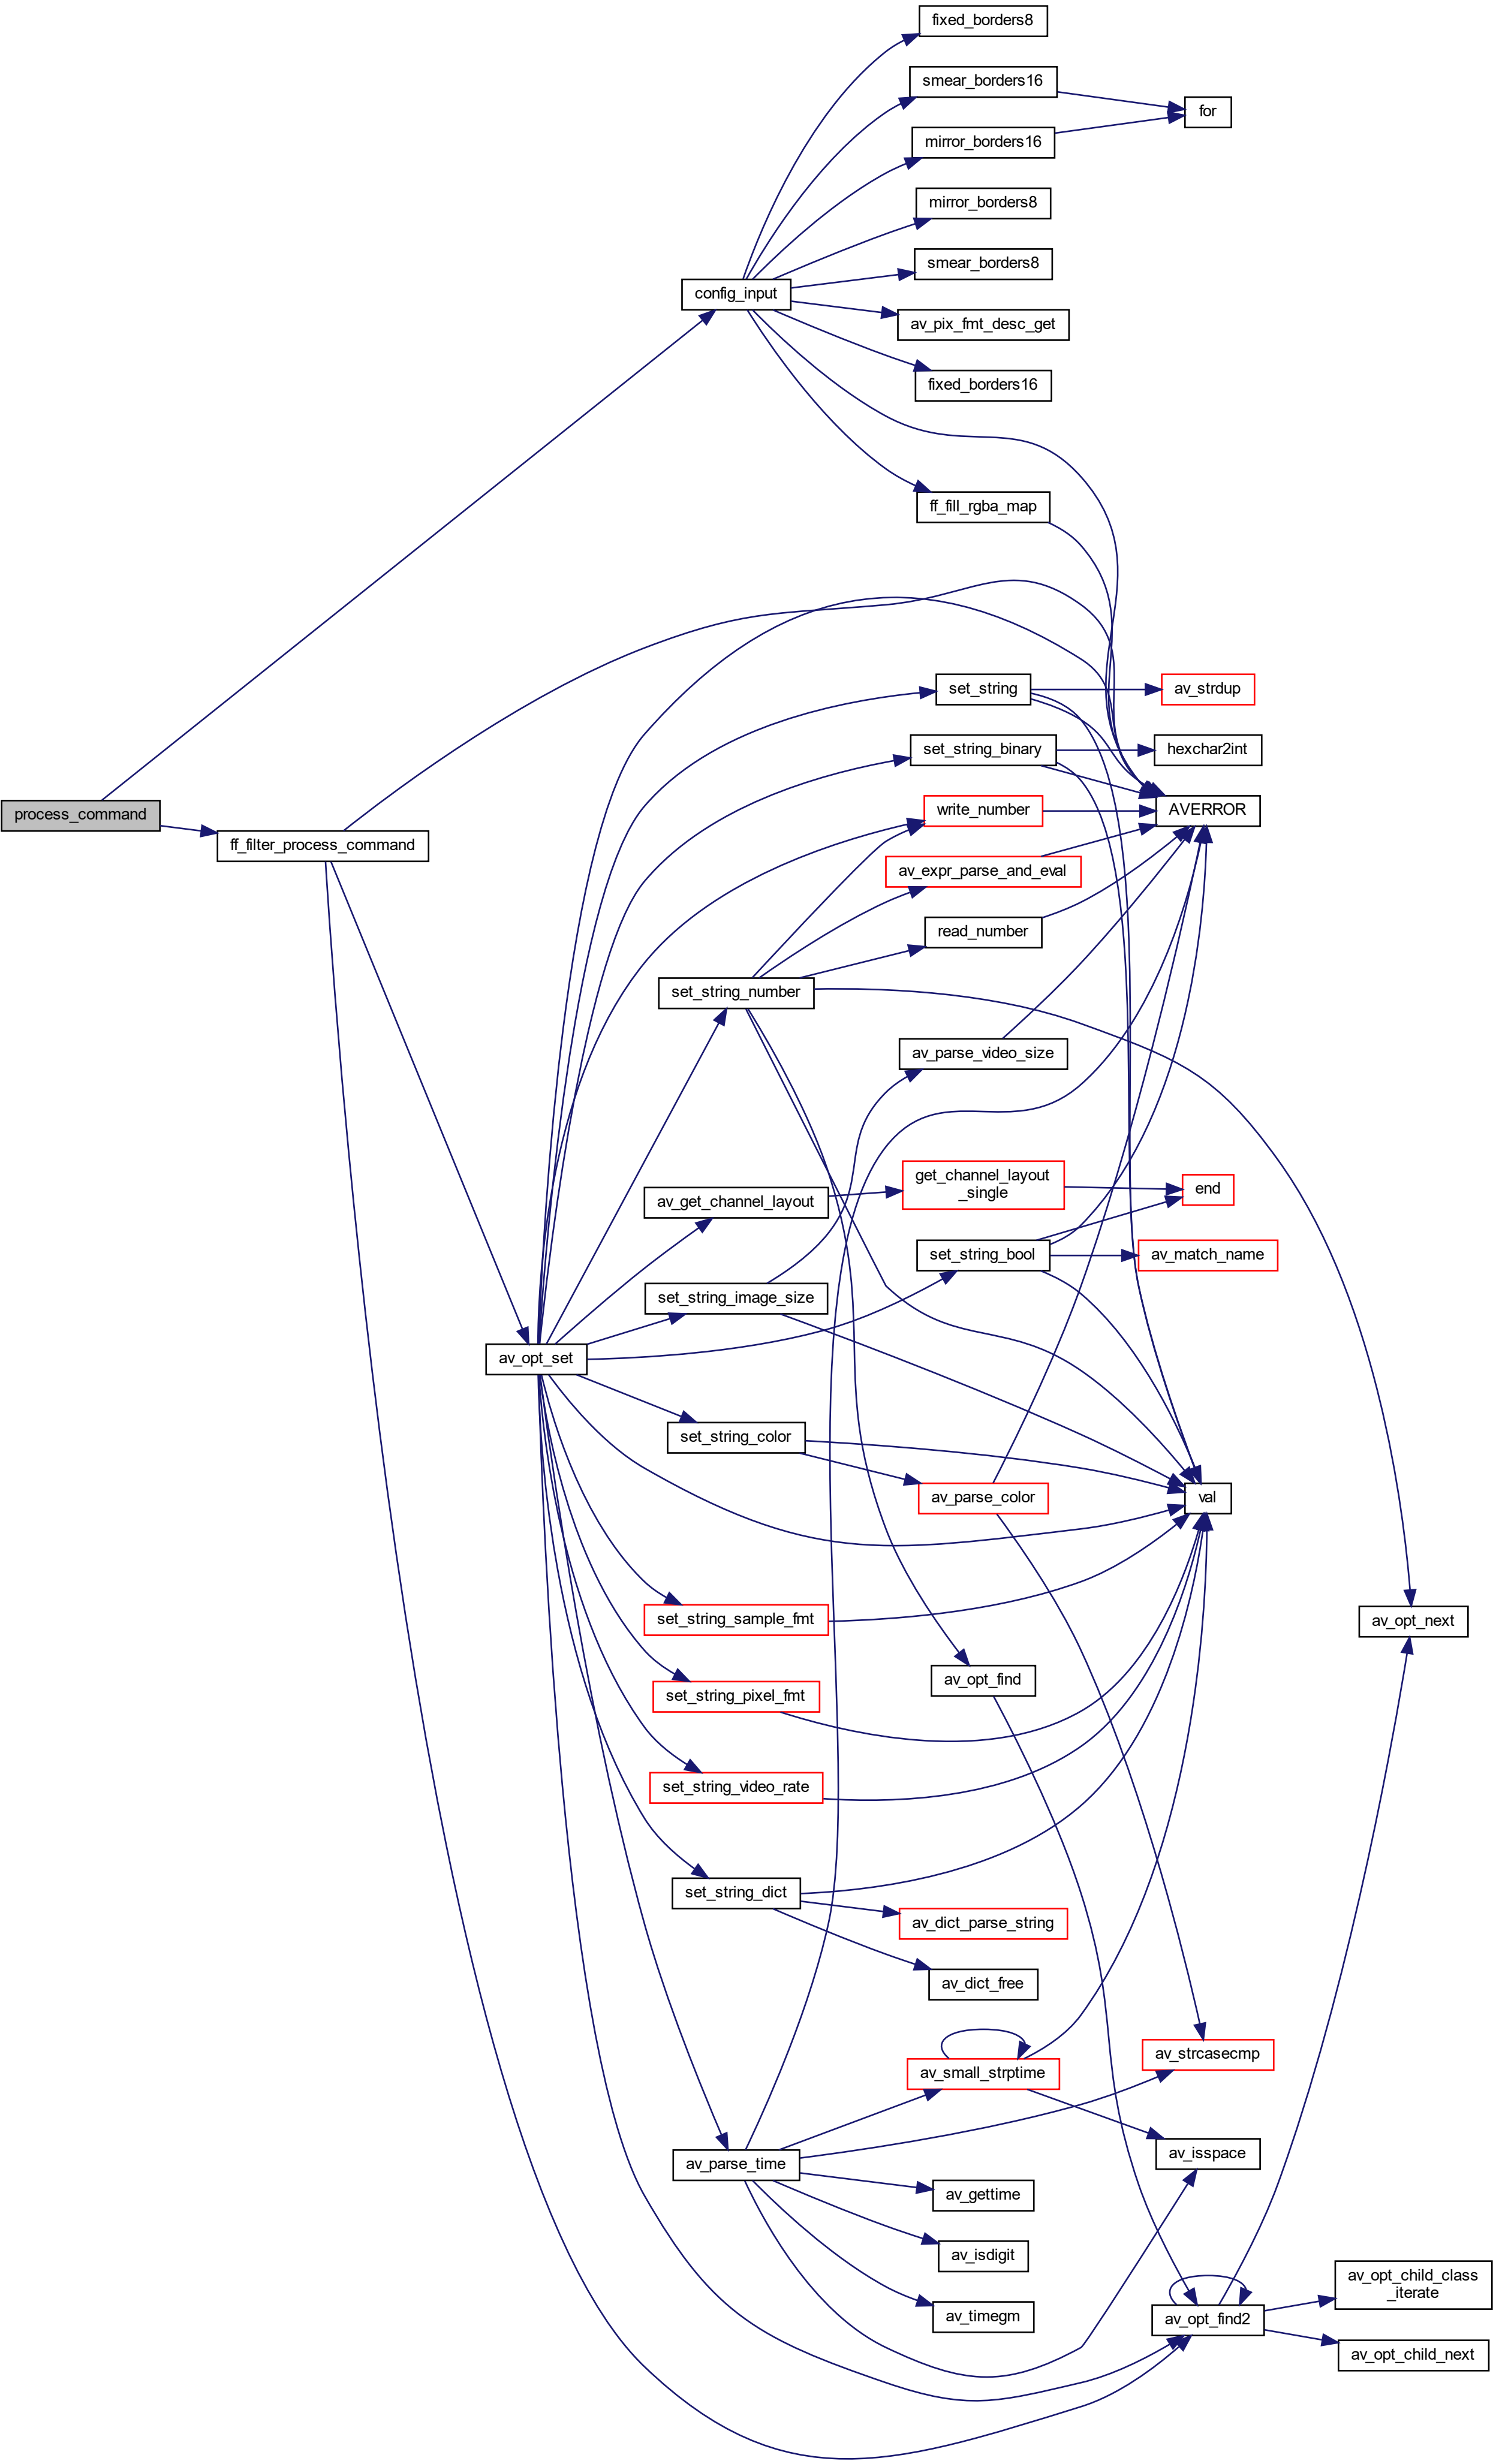 fixed_borders8
smear_borders16
for
mirror_borders16
mirror_borders8
smear_borders8
config_input
av_pix_fmt_desc_get
fixed_borders16
ff_fill_rgba_map
set_string
av_strdup
set_string_binary
hexchar2int
process_command
write_number
AVERROR
ff_filter_process_command
av_expr_parse_and_eval
read_number
set_string_number
av_parse_video_size
get_channel_layout
_single
end
av_get_channel_layout
set_string_bool
av_match_name
set_string_image_size
av_opt_set
set_string_color
av_parse_color
val
set_string_sample_fmt
av_opt_next
av_opt_find
set_string_pixel_fmt
set_string_video_rate
set_string_dict
av_dict_parse_string
av_dict_free
av_small_strptime
av_strcasecmp
av_isspace
av_parse_time
av_gettime
av_isdigit
av_timegm
av_opt_find2
av_opt_child_class
_iterate
av_opt_child_next